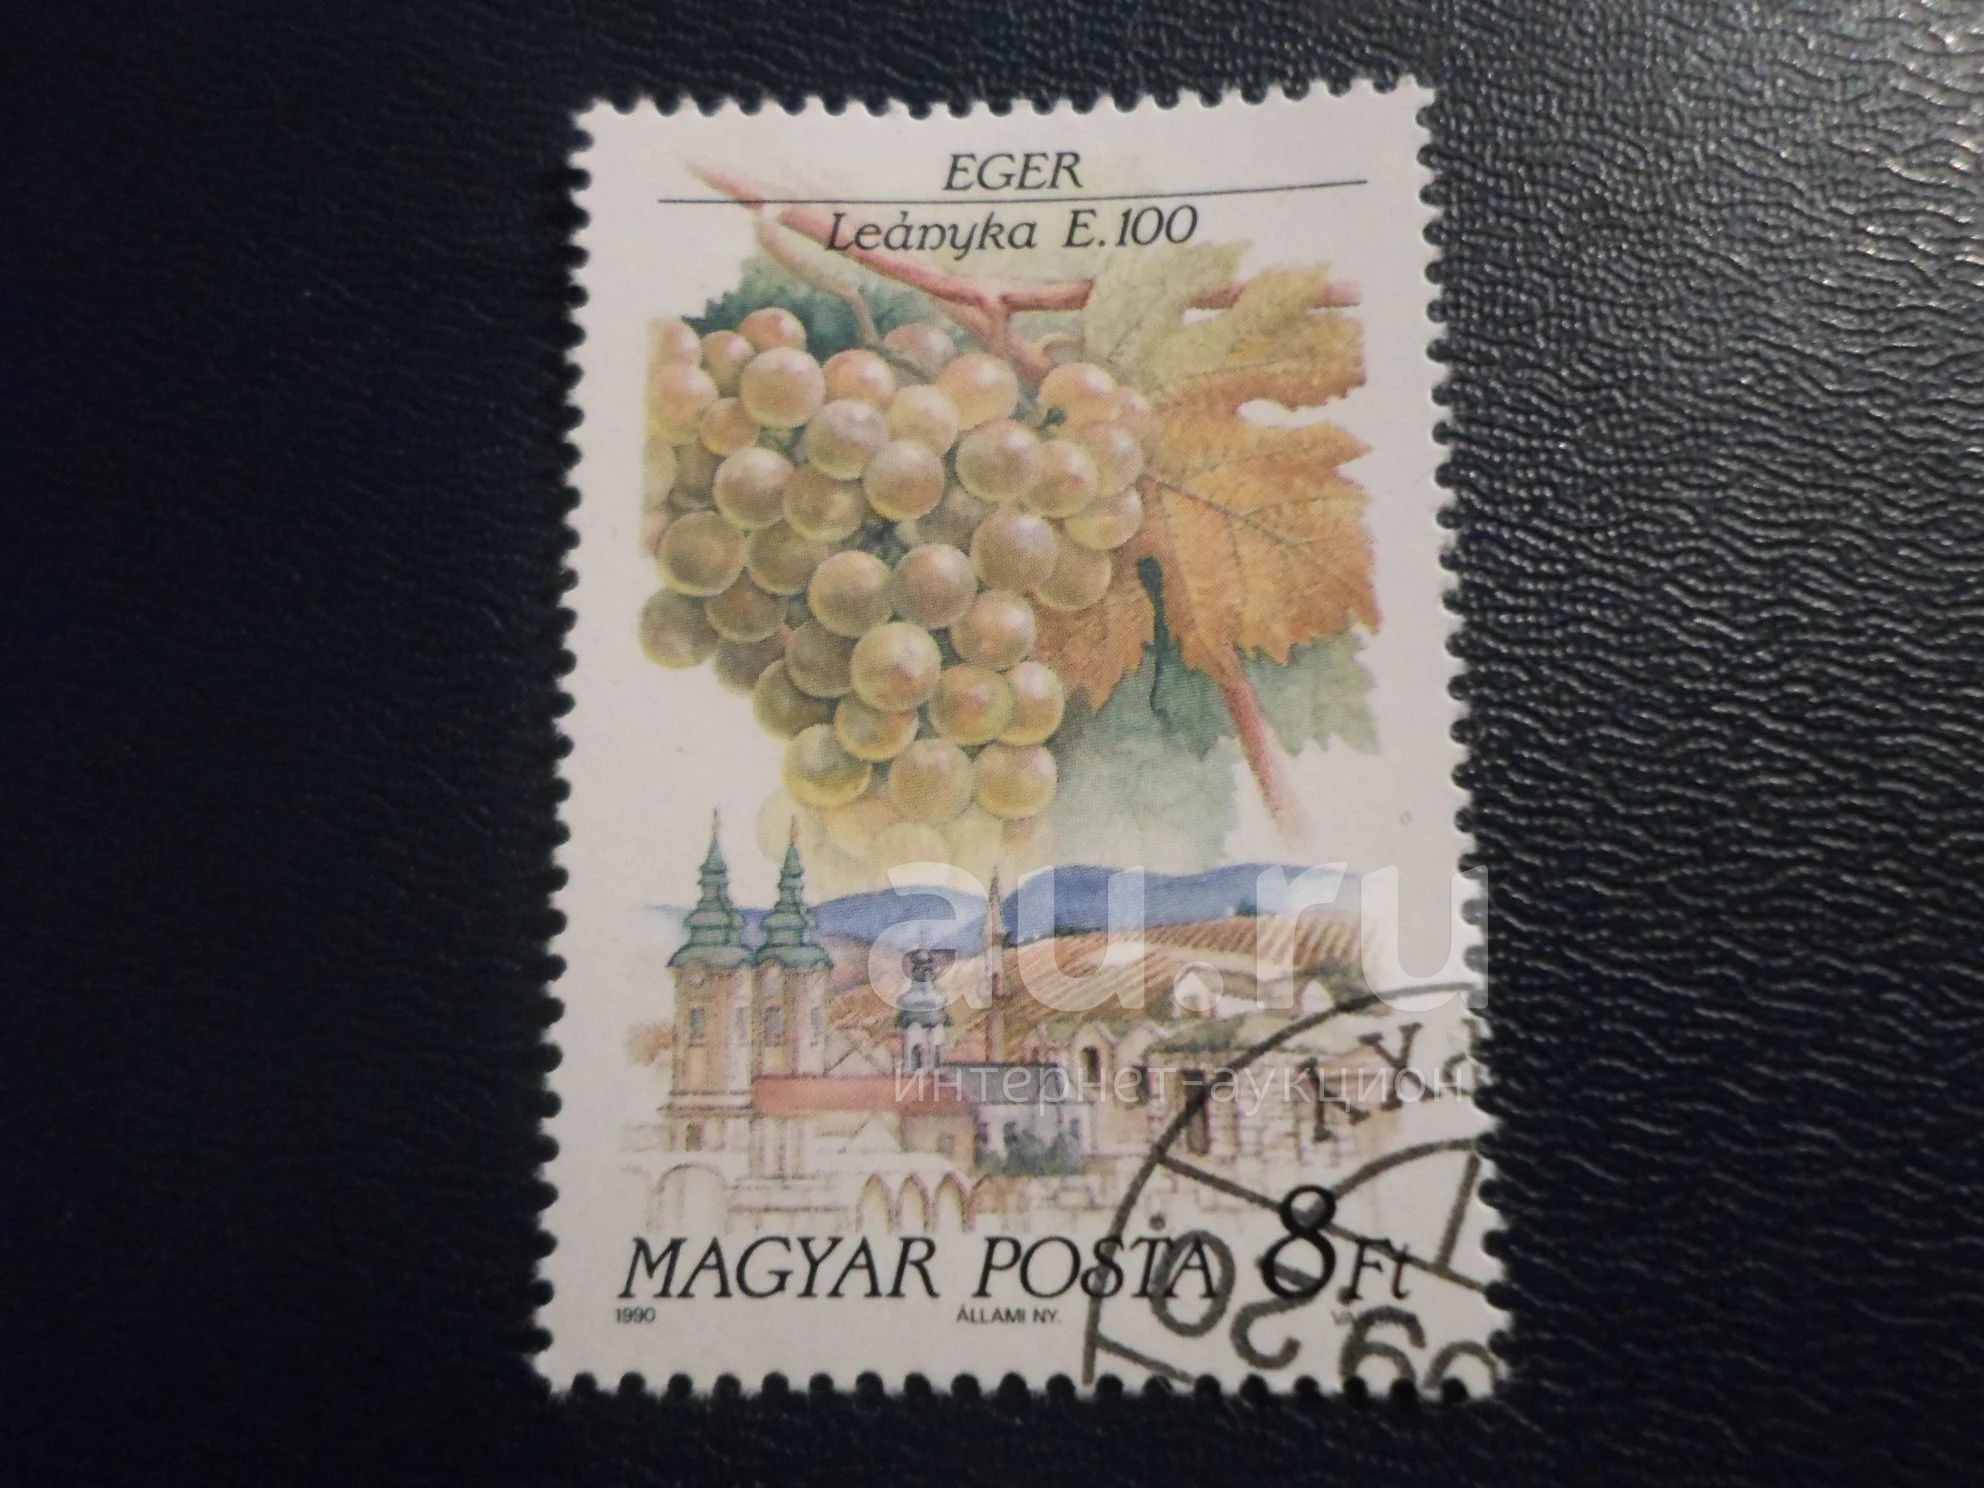 EGER
Leányka E.100
au.ru
интернет-аукцион
MAGYAR POSTA 8Ft
1990 ÁLLAMI NY.